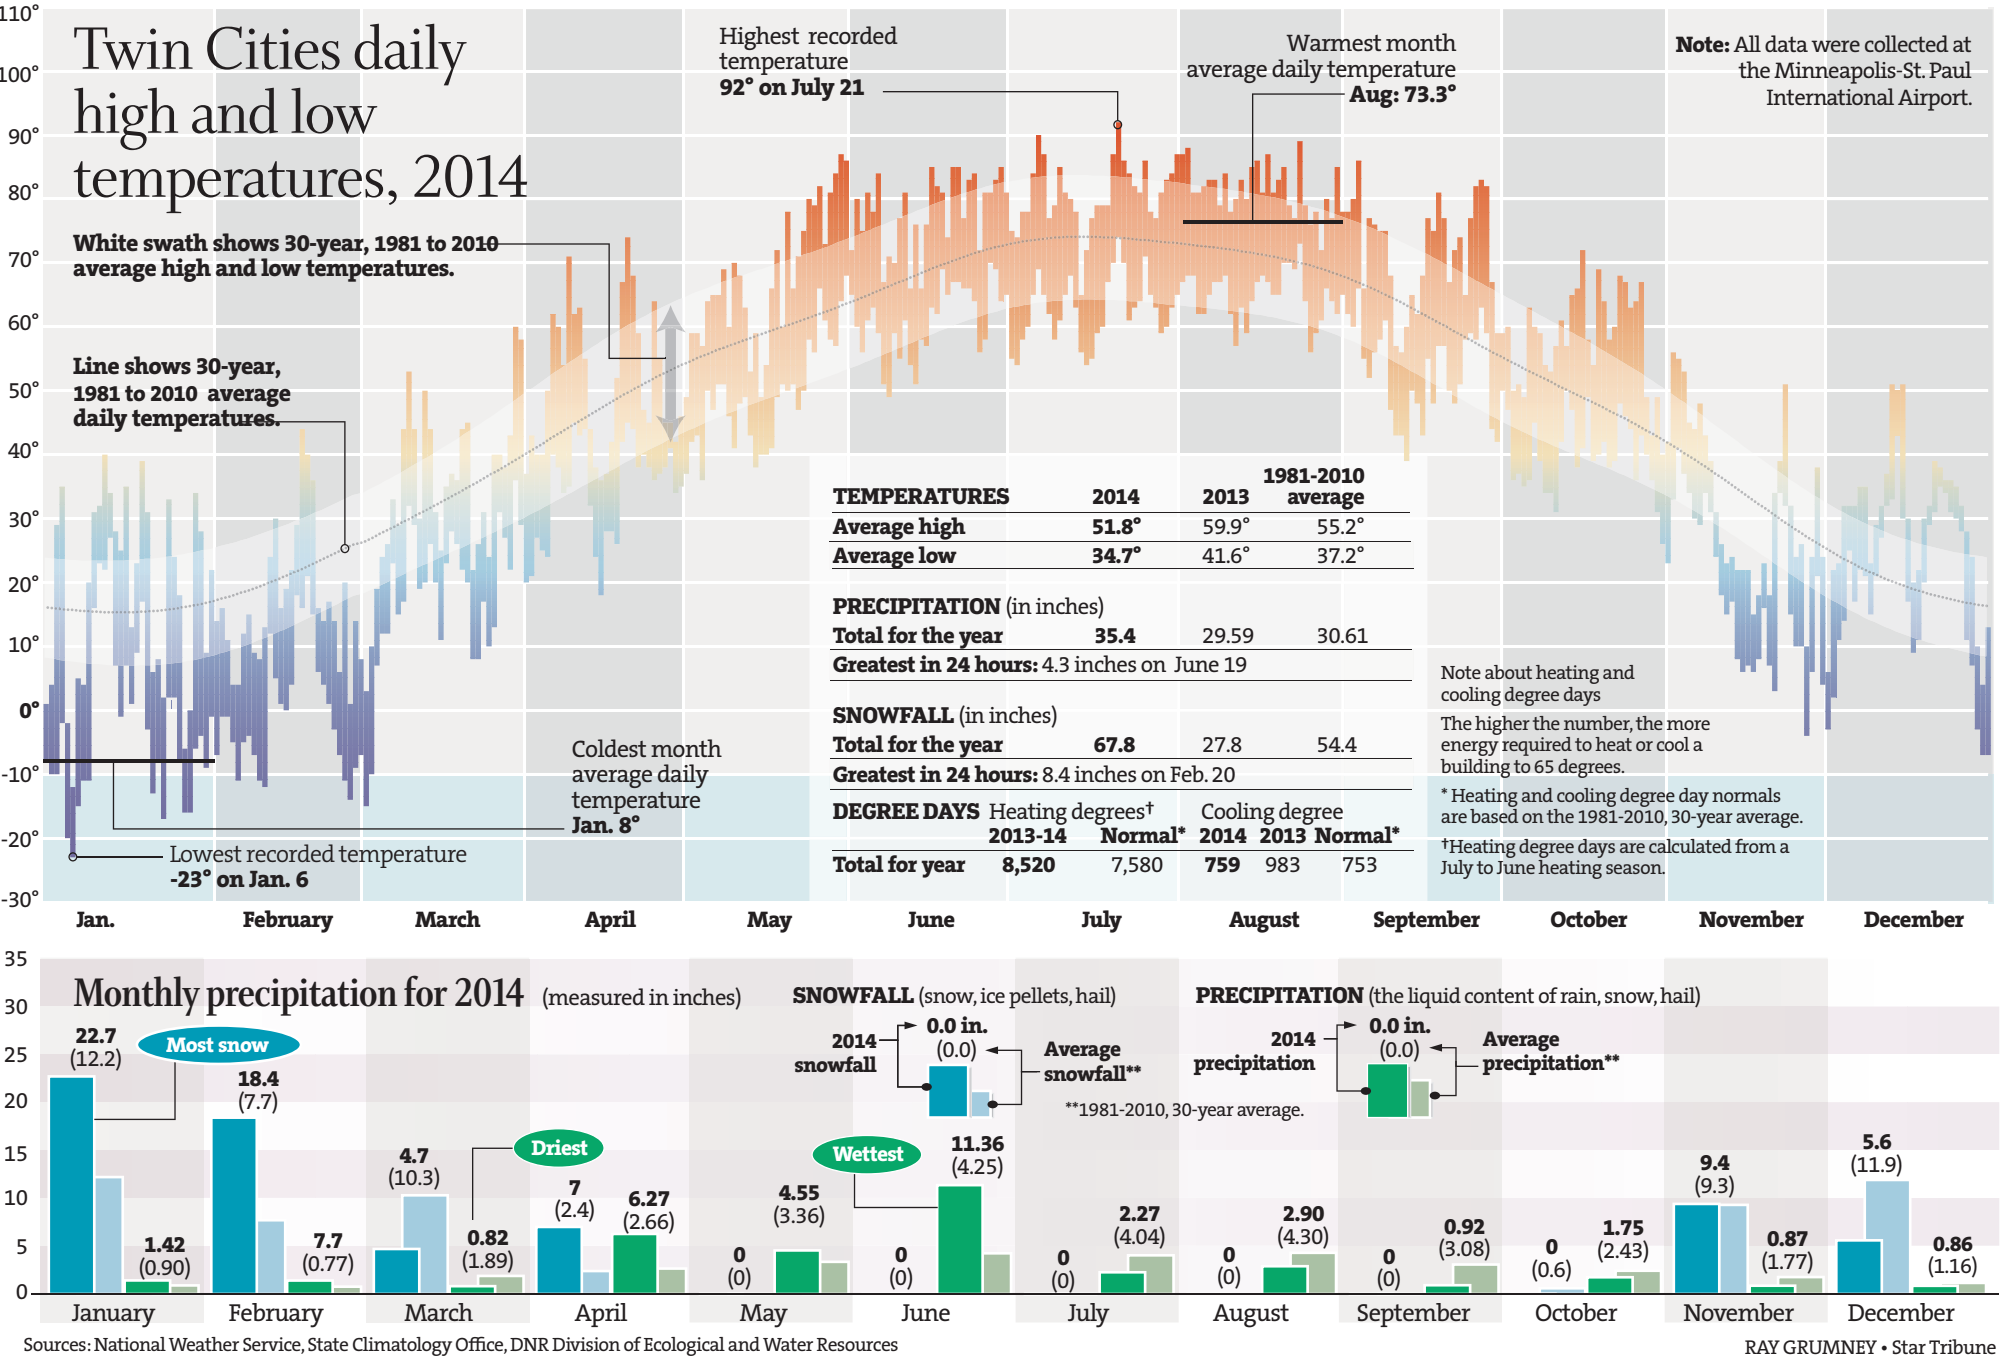 110°
100°
90°
80°
70°
60°
50°
40°
30°
20°
10°
0°
-10°
-20°
-30°
Twin Cities daily
high and low
temperatures, 2014
White swath shows 30-year, 1981 to 2010
average high and low temperatures.
Line shows 30-year,
1981 to 2010 average
daily temperatures.
Highest recorded
temperature
92° on July 21
Warmest month
average daily temperature
Aug: 73.3°
Note: All data were collected at
the Minneapolis-St. Paul
International Airport.
Coldest month
average daily
temperature
Jan. 8°
Lowest recorded temperature
-23° on Jan. 6
1981-2010
TEMPERATURES 2014 2013 average
Average high 51.8° 59.9° 55.2°
Average low 34.7° 41.6° 37.2°
PRECIPITATION (in inches)
Total for the year 35.4 29.59 30.61
Greatest in 24 hours: 4.3 inches on June 19
SNOWFALL (in inches)
Total for the year 67.8 27.8 54.4
Greatest in 24 hours: 8.4 inches on Feb. 20
DEGREE DAYS Heating degrees† Cooling degree
2013-14 Normal* 2014 2013 Normal*
Total for year 8,520 7,580 759 983 753
Note about heating and
cooling degree days
The higher the number, the more
energy required to heat or cool a
building to 65 degrees.
* Heating and cooling degree day normals
are based on the 1981-2010, 30-year average.
†Heating degree days are calculated from a
July to June heating season.
Jan. February March April May June July August September October November December
35
30
25
20
15
10
5
0
Monthly precipitation for 2014 (measured in inches)
SNOWFALL (snow, ice pellets, hail)
2014
snowfall
0.0 in.
(0.0)
Average
snowfall**
**1981-2010, 30-year average.
PRECIPITATION (the liquid content of rain, snow, hail)
2014
precipitation
0.0 in.
(0.0)
Average
precipitation**
22.7
(12.2)
Most snow
1.42
(0.90)
18.4
(7.7)
7.7
(0.77)
4.7
(10.3)
Driest
0.82
(1.89)
7
(2.4)
6.27
(2.66)
0
(0)
4.55
(3.36)
Wettest
0
(0)
11.36
(4.25)
0
(0)
2.27
(4.04)
0
(0)
2.90
(4.30)
0
(0)
0.92
(3.08)
0
(0.6)
1.75
(2.43)
9.4
(9.3)
0.87
(1.77)
5.6
(11.9)
0.86
(1.16)
January February March April May June July August September October November December
Sources: National Weather Service, State Climatology Office, DNR Division of Ecological and Water Resources
RAY GRUMNEY • Star Tribune